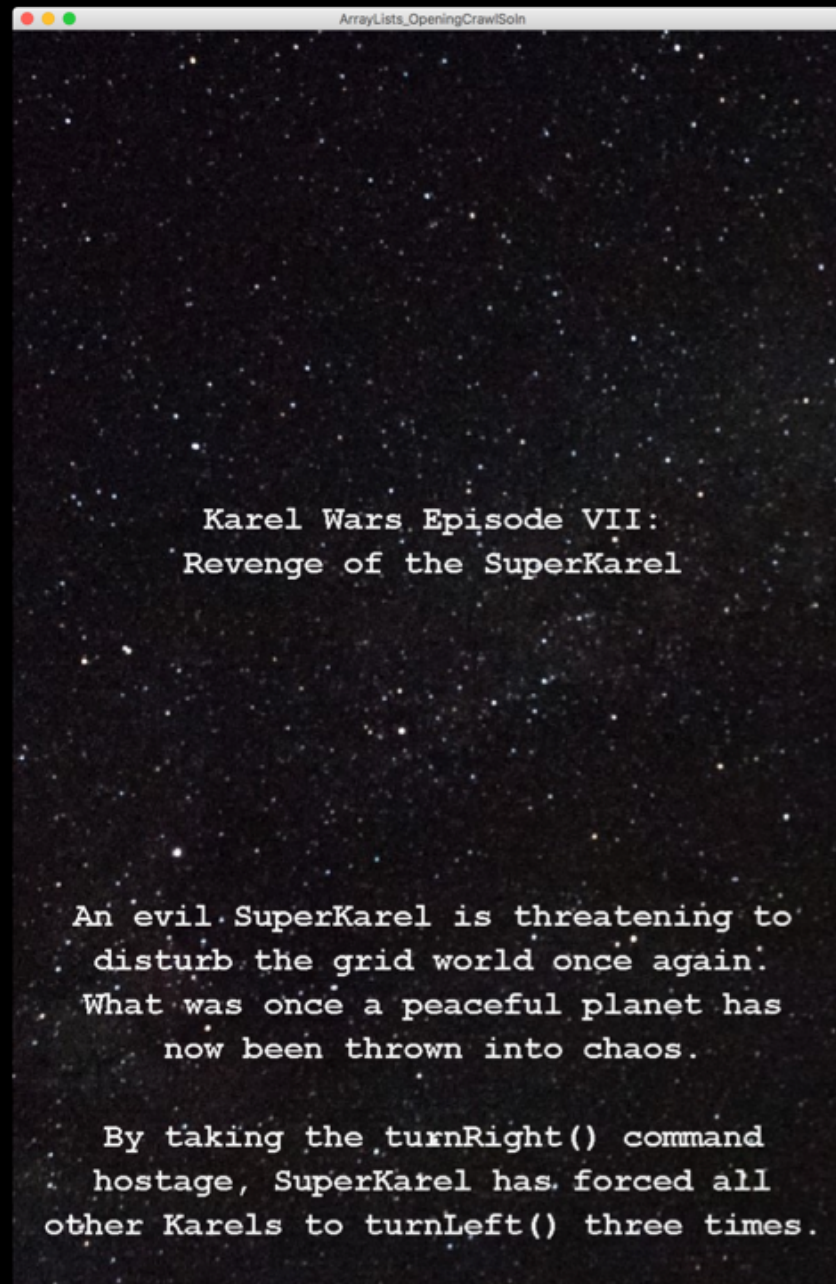 ArrayLists_OpeningCrawlSoln
Karel Wars Episode VII:
Revenge of the SuperKarel
An evil SuperKarel is threatening to
disturb the grid world once again.
What was once a peaceful planet has
now been thrown into chaos.
By taking the turnRight() command
hostage, SuperKarel has forced all
other Karels to turnLeft() three times.